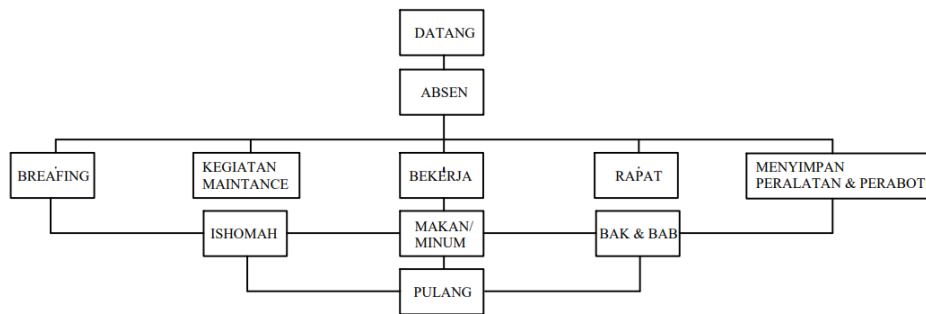 DATANG
ABSEN
BREAFING
KEGIATAN
MAINTANCE
BEKERJA
RAPAT
MENYIMPAN
PERALATAN & PERABOT
ISHOMAH
MAKAN/
MINUM
BAK & BAB
PULANG